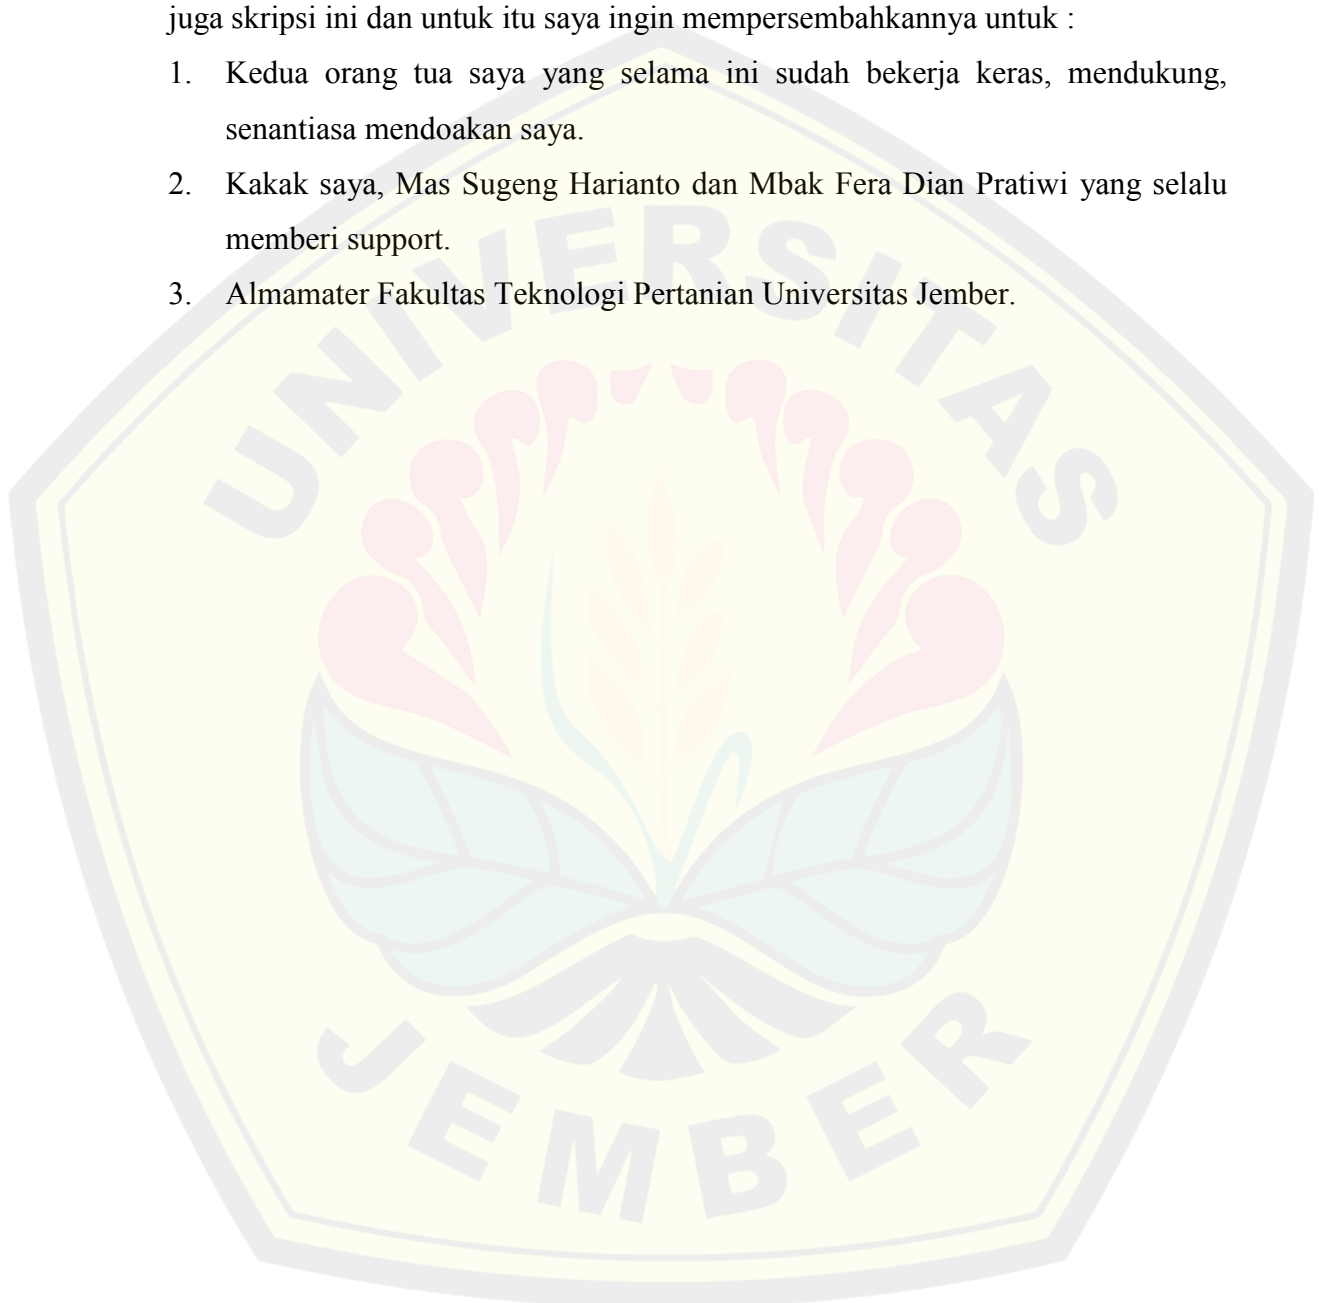 juga skripsi ini dan untuk itu saya ingin mempersembahkannya untuk :
1. Kedua orang tua saya yang selama ini sudah bekerja keras, mendukung,
senantiasa mendoakan saya.
2. Kakak saya, Mas Sugeng Harianto dan Mbak Fera Dian Pratiwi yang selalu
memberi support.
3. Almamater Fakultas Teknologi Pertanian Universitas Jember.
UNIVERSITAS
JEMBER